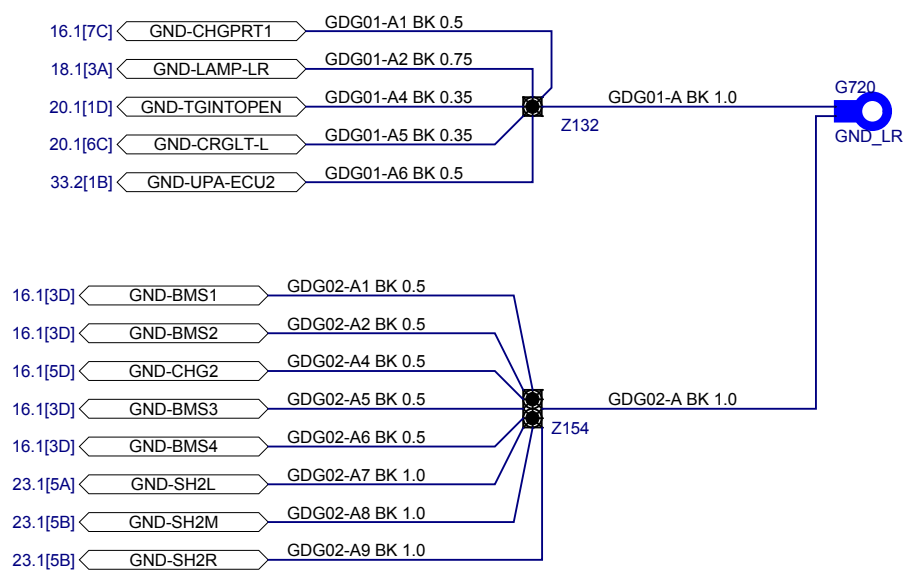 16.1[7C] GND-CHGPRT1 GDG01-A1 BK 0.5
18.1[3A] GND-LAMP-LR GDG01-A2 BK 0.75
20.1[1D] GND-TGINTOPEN GDG01-A4 BK 0.35
20.1[6C] GND-CRGLT-L GDG01-A5 BK 0.35
33.2[1B] GND-UPA-ECU2 GDG01-A6 BK 0.5
Z132
GDG01-A BK 1.0
G720
GND_LR
16.1[3D] GND-BMS1 GDG02-A1 BK 0.5
16.1[3D] GND-BMS2 GDG02-A2 BK 0.5
16.1[5D] GND-CHG2 GDG02-A4 BK 0.5
16.1[3D] GND-BMS3 GDG02-A5 BK 0.5
16.1[3D] GND-BMS4 GDG02-A6 BK 0.5
23.1[5A] GND-SH2L GDG02-A7 BK 1.0
23.1[5B] GND-SH2M GDG02-A8 BK 1.0
23.1[5B] GND-SH2R GDG02-A9 BK 1.0
Z154
GDG02-A BK 1.0